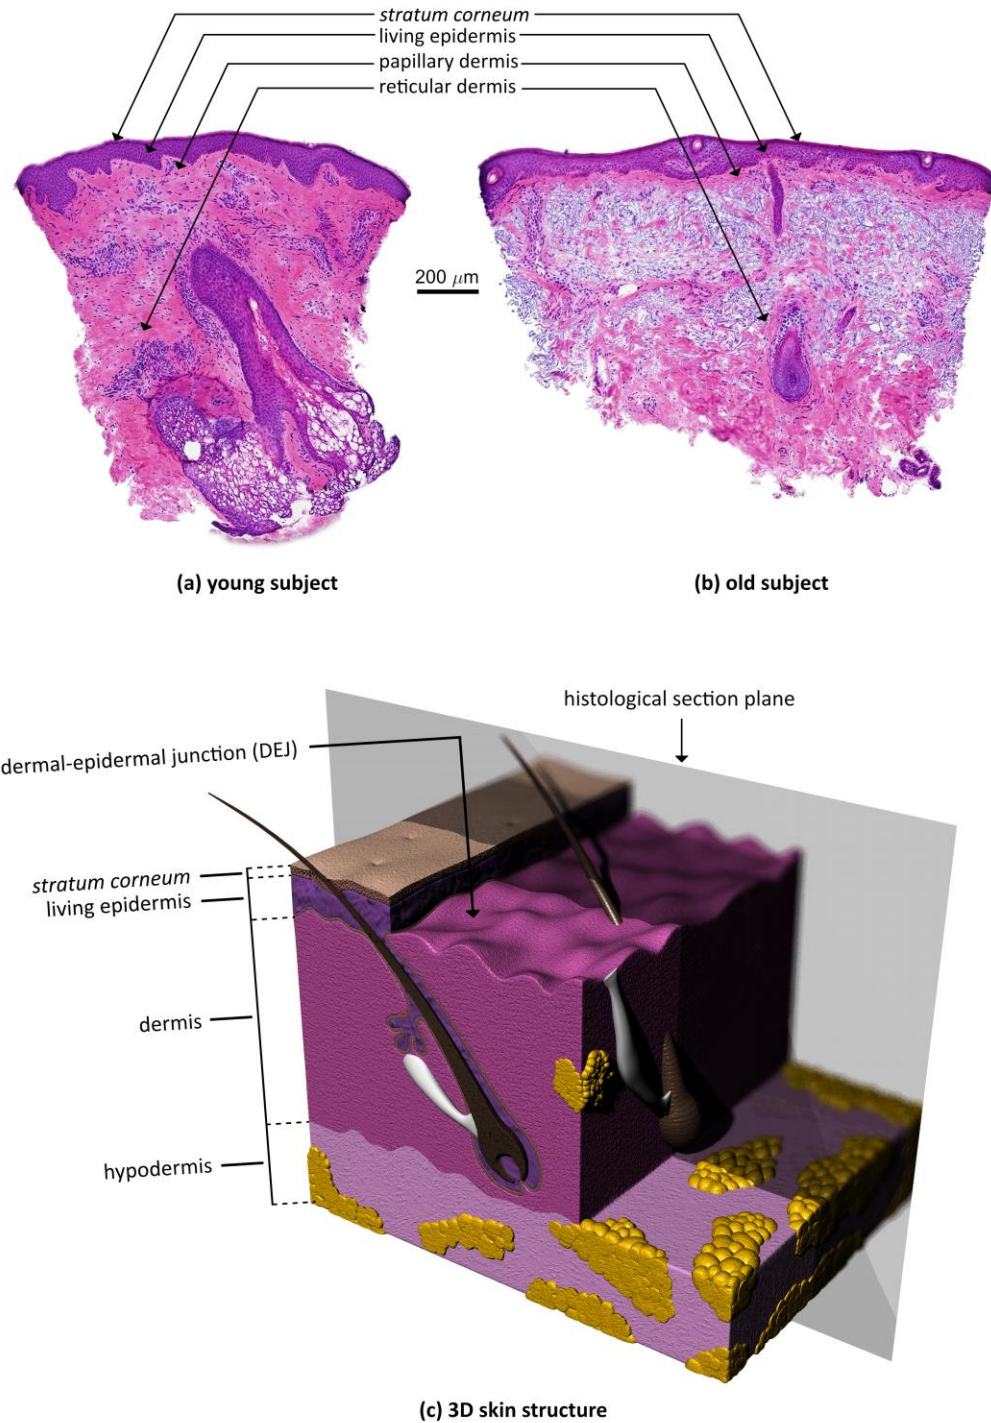 stratum corneum
living epidermis
papillary dermis
reticular dermis
200 μm
(a) young subject
(b) old subject
histological section plane
dermal-epidermal junction (DEJ)
stratum corneum
living epidermis
dermis
hypodermis
(c) 3D skin structure